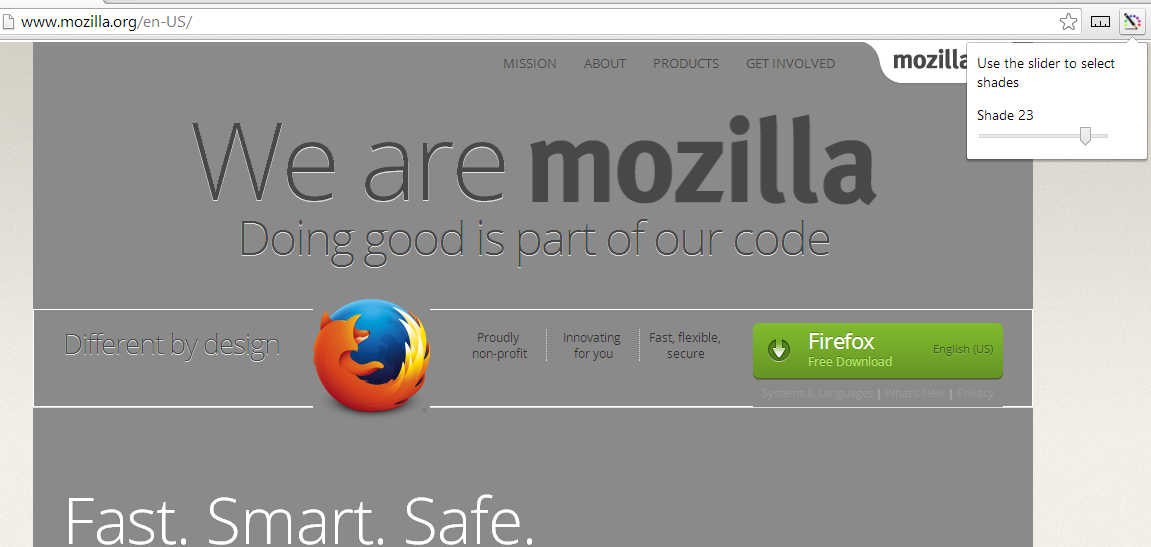 www.mozilla.org/en-US/
MISSION ABOUT PRODUCTS GET INVOLVED
Use the slider to select
shades
Shade 23
We are mozilla
Doing good is part of our code
Different by design
Proudly
non-profit
Innovating
for you
Fast, flexible,
secure
Firefox
Free Download
English (US)
Systems & Languages | What's New | Privacy
Fast. Smart. Safe.